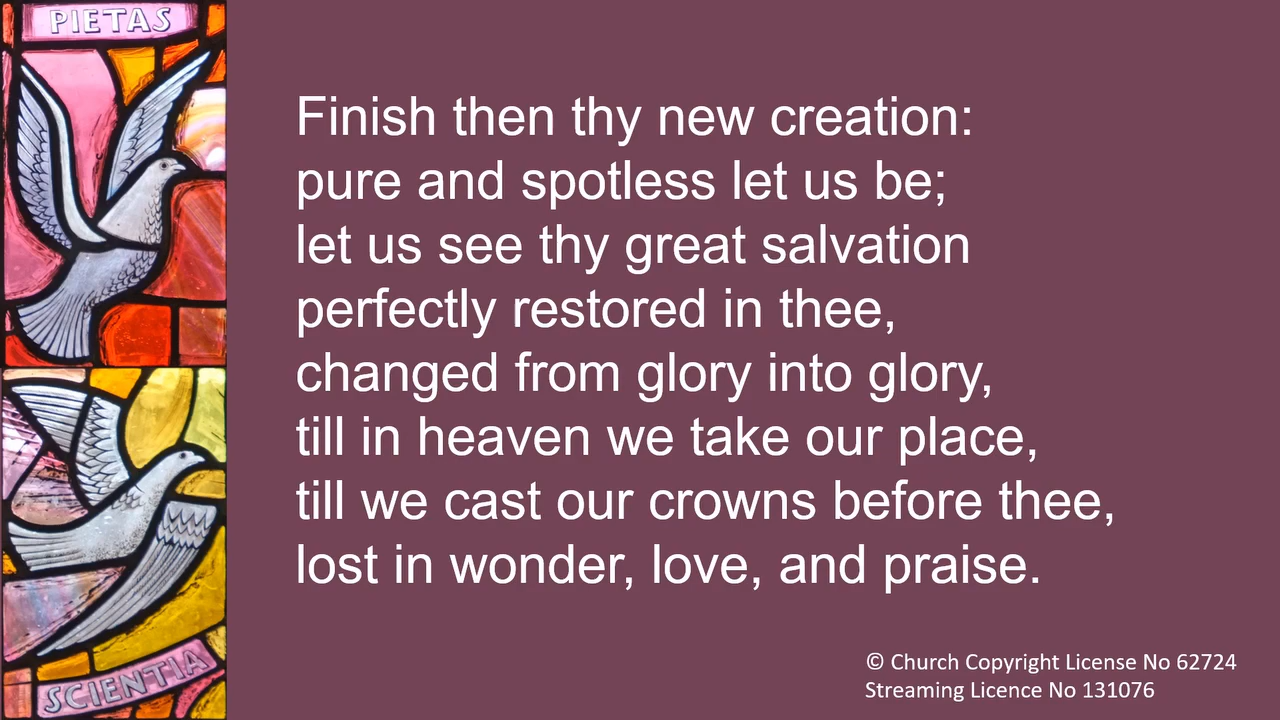 PIETAS
Finish then thy new creation:
pure and spotless let us be;
let us see thy great salvation
perfectly restored in thee,
changed from glory into glory,
till in heaven we take our place,
till we cast our crowns before thee,
lost in wonder, love, and praise.
SCIENTIA
© Church Copyright License No 62724
Streaming Licence No 131076